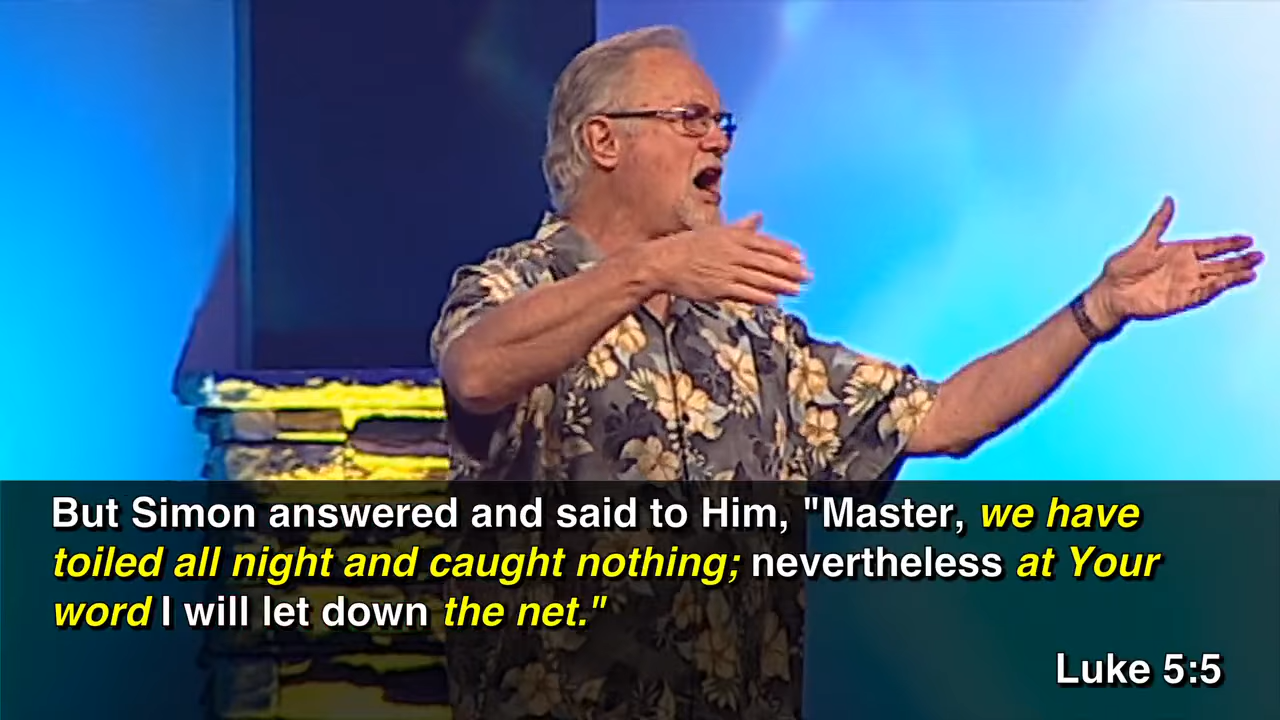 But Simon answered and said to Him, "Master, we have
toiled all night and caught nothing; nevertheless at Your
word I will let down the net."
Luke 5:5